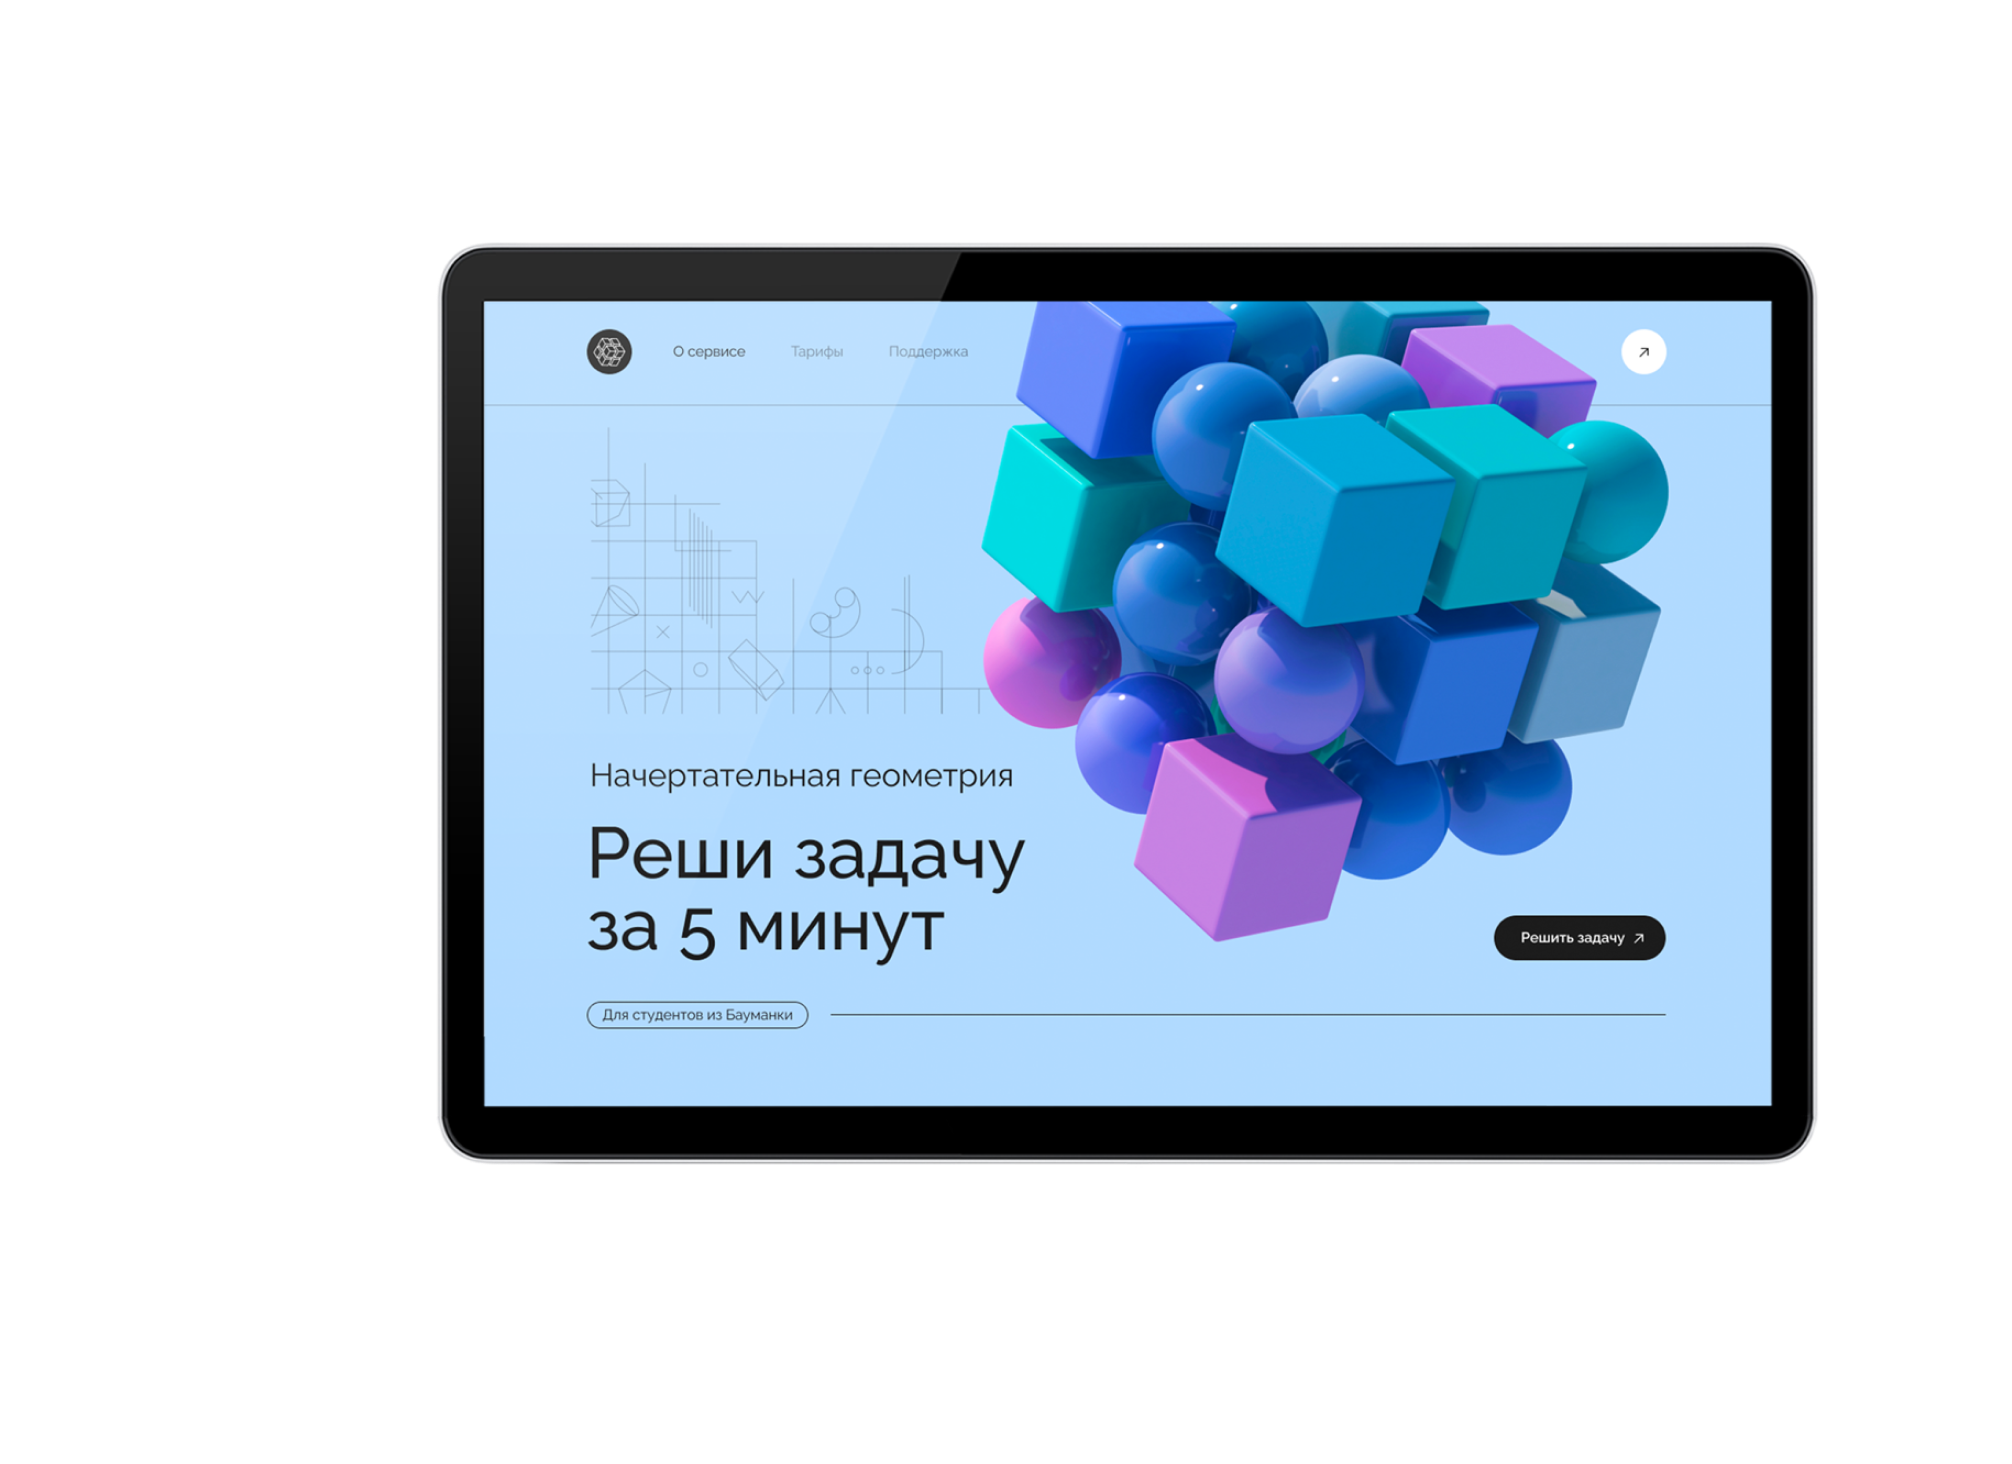 О сервисе
Тарифы
Поддержка
Начертательная геометрия
Реши задачу
за 5 минут
Решить задачу
Для студентов из Бауманки